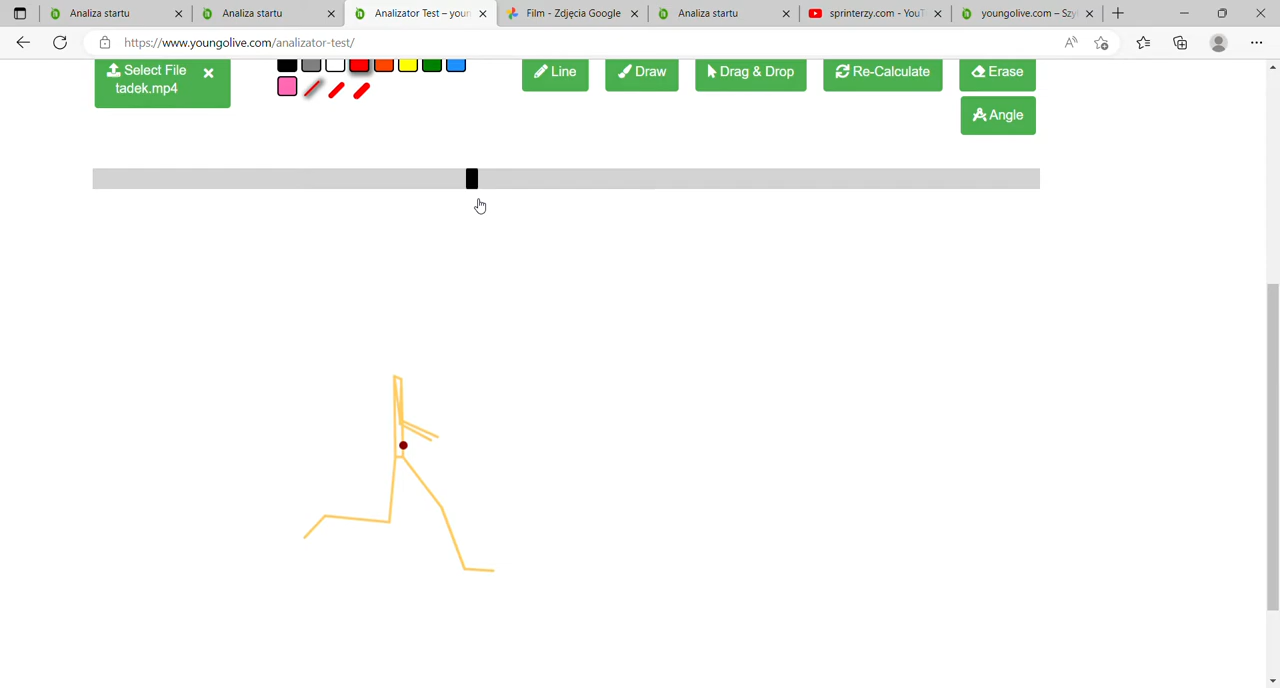 Analiza startu
Analiza startu
Analizator Test – youn
Film - Zdjęcia Google
Analiza startu
sprinterzy.com - YouT
youngolive.com – Szy
https://www.youngolive.com/analizator-test/
Select File
tadek.mp4
Line
Draw
Drag & Drop
Re-Calculate
Erase
Angle